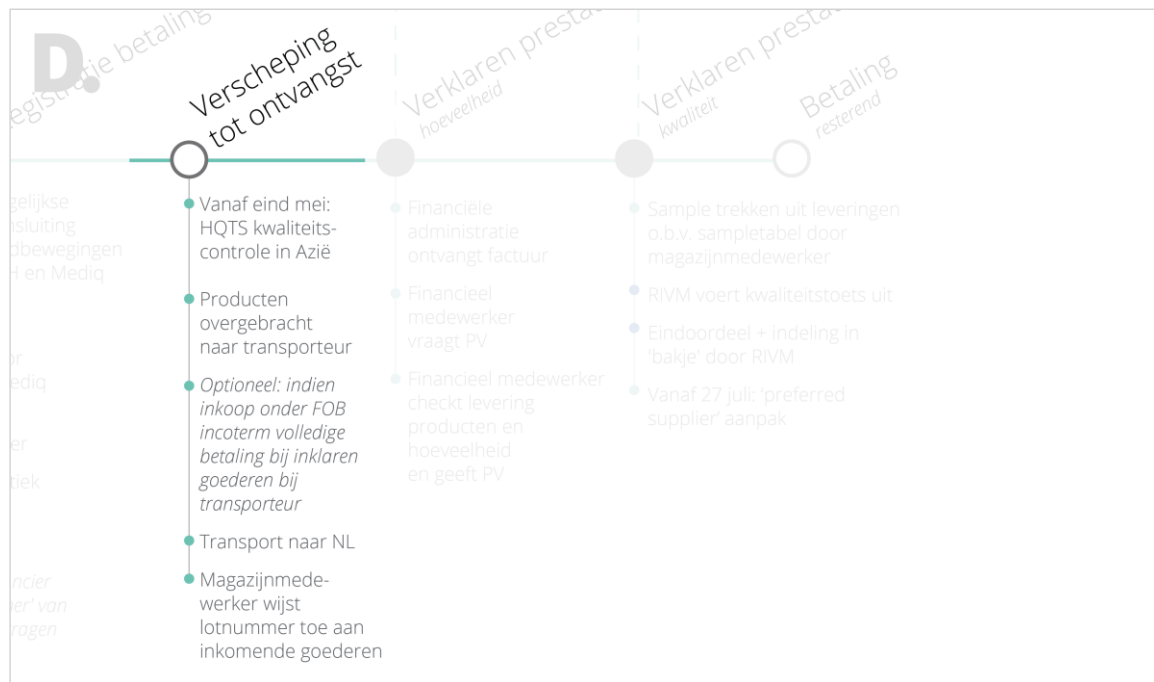 D.
Registratie betaling
Verscheping
tot ontvangst
Verklaren
hoeveelheid
Verklaren
kwaliteit
Betaling
resterend
Vanaf eind mei:
HQTS kwaliteits-
controle in Azië
Producten
overgebracht
naar transporteur
Optioneel: indien
inkoop onder FOB
incoterm volledige
betaling bij inklaren
goederen bij
transporteur
Transport naar NL
Magazijnmede-
werker wijst
lotnummer toe aan
inkomende goederen
Financiële
administratie
ontvangt factuur
Financieel
medewerker
vraagt PV
Financieel medewerker
checkt levering
producten en
hoeveelheid
en geeft PV
Sample trekken uit leveringen
o.b.v. sampletabel door
magazijnmedewerker
RIVM voert kwaliteitstoets uit
Eindoordeel + indeling in
'bakje' door RIVM
Vanaf 27 juli: 'preferred
supplier' aanpak